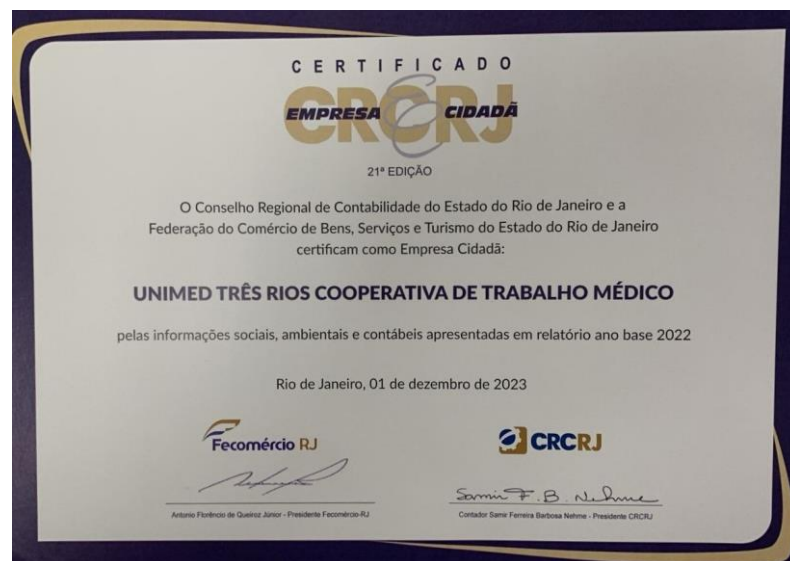 CERTIFICADO
CRCRJ
EMPRESA CIDADÃ
21ª EDIÇÃO
O Conselho Regional de Contabilidade do Estado do Rio de Janeiro e a
Federação do Comércio de Bens, Serviços e Turismo do Estado do Rio de Janeiro
certificam como Empresa Cidadã:
UNIMED TRÊS RIOS COOPERATIVA DE TRABALHO MÉDICO
pelas informações sociais, ambientais e contábeis apresentadas em relatório ano base 2022
Rio de Janeiro, 01 de dezembro de 2023
Fecomércio RJ
CRCRJ
Samir F. B. Nehme
Antonio Florêncio de Queiroz Júnior - Presidente Fecomércio-RJ
Contador Samir Ferreira Barbosa Nehme - Presidente CRCRJ